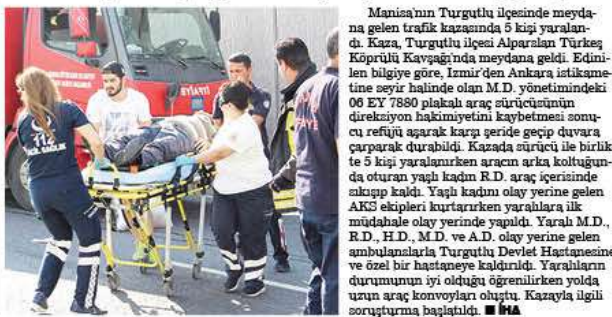 112
ACİL SAĞLIK
İTFAİYE
Manisa'nın Turgutlu ilçesinde meyda-
na gelen trafik kazasında 5 kişi yaralan-
dı. Kaza, Turgutlu ilçesi Alparslan Türkeş
Köprülü Kavşağı'nda meydana geldi. Edini-
len bilgiye göre, İzmir'den Ankara istikame-
tine seyir halinde olan M.D. yönetimindeki
06 EY 7880 plakalı araç sürücüsünün
direksiyon hakimiyetini kaybetmesi sonu-
cu refüjü aşarak karşı şeride geçip duvara
çarparak durabildi. Kazada sürücü ile birlik-
te 5 kişi yaralanırken aracın arka koltuğun-
da oturan yaşlı kadın R.D. araç içerisinde
sıkışıp kaldı. Yaşlı kadını olay yerine gelen
AKS ekipleri kurtarırken yaralılara ilk
müdahale olay yerinde yapıldı. Yaralı M.D.,
R.D., H.D., M.D. ve A.D. olay yerine gelen
ambulanslarla Turgutlu Devlet Hastanesine
ve özel bir hastaneye kaldırıldı. Yaralıların
durumunun iyi olduğu öğrenilirken yolda
uzun araç konvoyları oluştu. Kazayla ilgili
soruşturma başlatıldı. ■ İHA